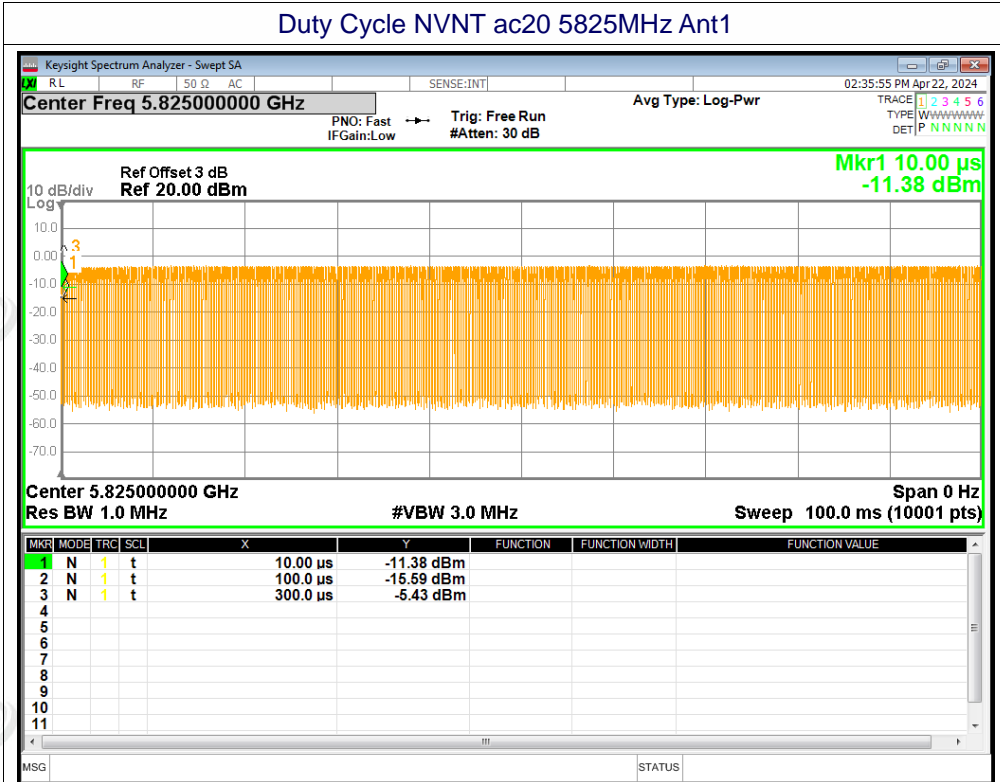 Duty Cycle NVNT ac20 5825MHz Ant1
Keysight Spectrum Analyzer - Swept SA
LXI RL RF 50 Ω AC SENSE:INT 02:35:55 PM Apr 22, 2024
Center Freq 5.825000000 GHz Avg Type: Log-Pwr TRACE 1 2 3 4 5 6
PNO: Fast Trig: Free Run TYPE WWWWWW
IFGain:Low #Atten: 30 dB DET P N N N N N
Mkr1 10.00 µs
Ref Offset 3 dB
10 dB/div Ref 20.00 dBm -11.38 dBm
Log
10.0
0.00
3
1
-10.0
-20.0
-30.0
-40.0
-50.0
-60.0
-70.0
Center 5.825000000 GHz Span 0 Hz
Res BW 1.0 MHz #VBW 3.0 MHz Sweep 100.0 ms (10001 pts)
MKR MODE TRC SCL X Y FUNCTION FUNCTION WIDTH FUNCTION VALUE
1 N 1 t 10.00 µs -11.38 dBm
2 N 1 t 100.0 µs -15.59 dBm
3 N 1 t 300.0 µs -5.43 dBm
4
5
6
7
8
9
10
11
MSG STATUS